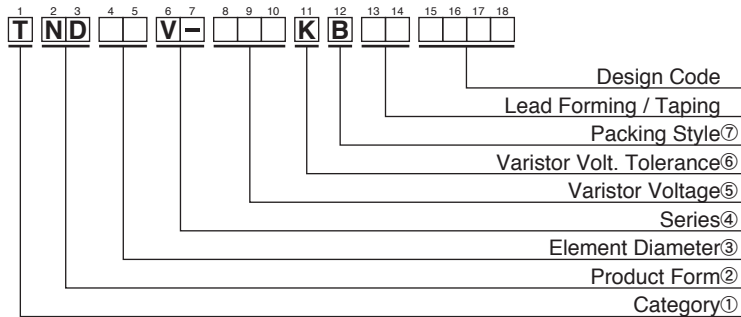 1 2 3 4 5 6 7 8 9 10 11 12 13 14 15 16 17 18
T ND V− K B
Design Code
Lead Forming / Taping
Packing Style⑦
Varistor Volt. Tolerance⑥
Varistor Voltage⑤
Series④
Element Diameter③
Product Form②
Category①